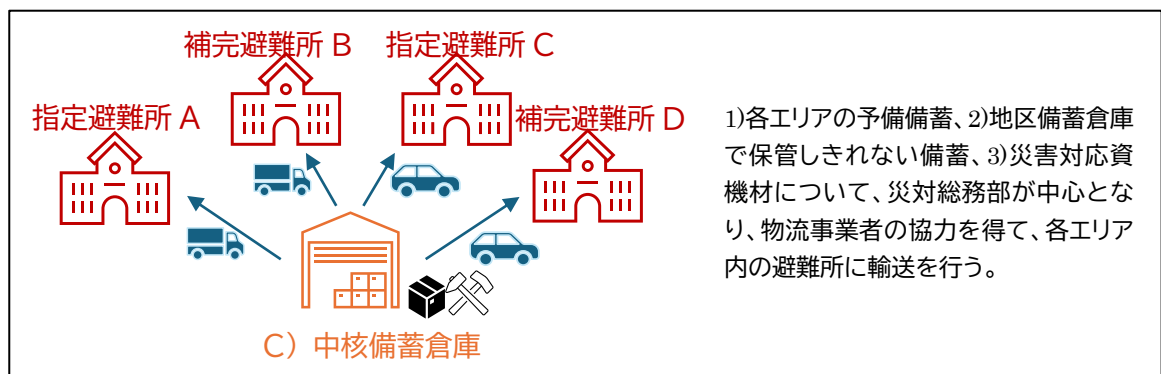 補完避難所 B
指定避難所 C
指定避難所 A
補完避難所 D
C）中核備蓄倉庫
1)各エリアの予備備蓄、2)地区備蓄倉庫
で保管しきれない備蓄、3)災害対応資
機材について、災対総務部が中心とな
り、物流事業者の協力を得て、各エリア
内の避難所に輸送を行う。